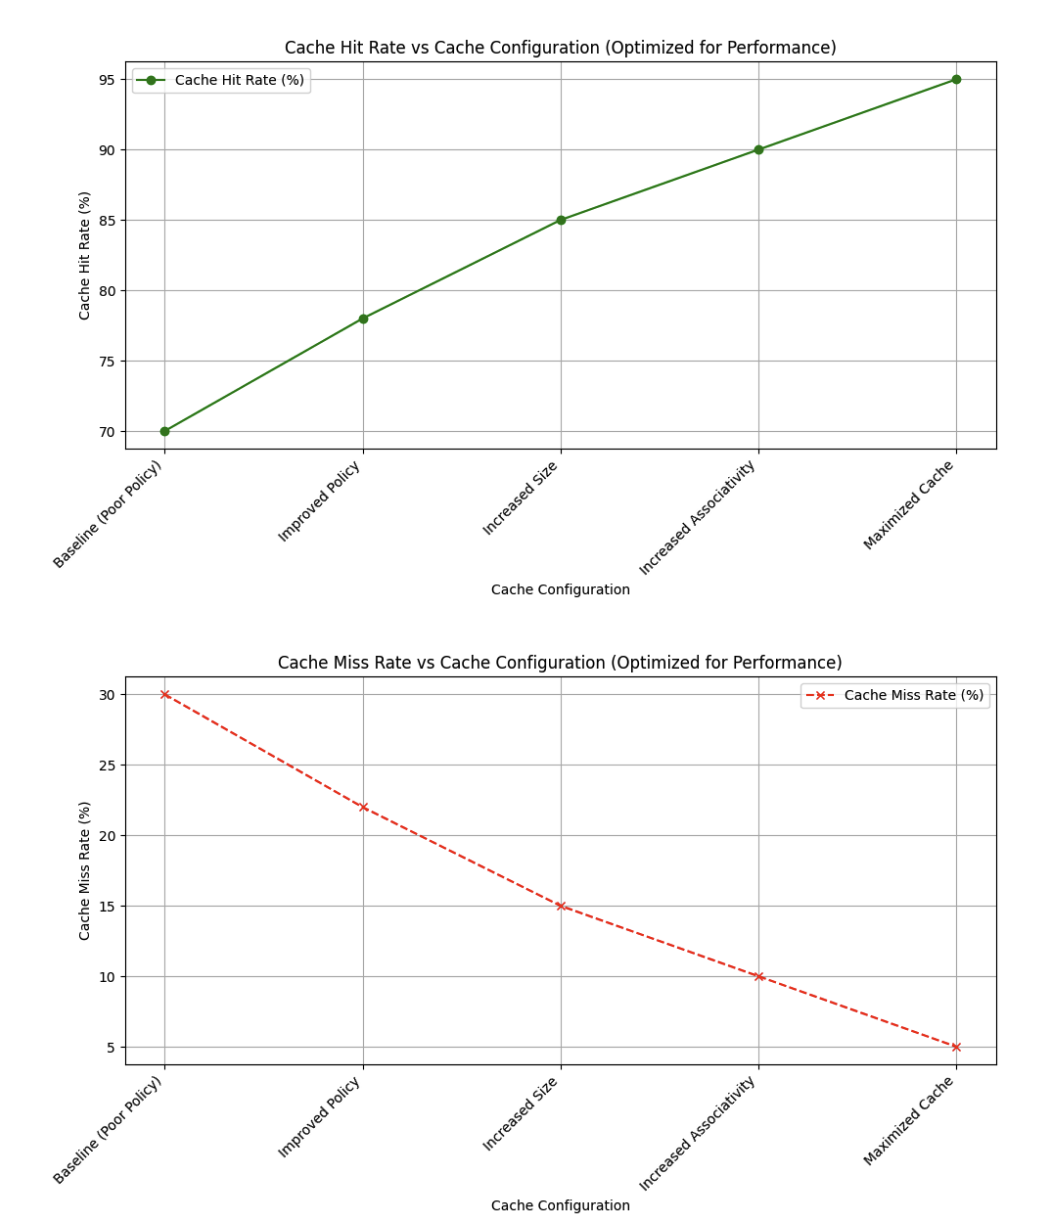 Cache Hit Rate vs Cache Configuration (Optimized for Performance)
Cache Hit Rate (%)
Cache Hit Rate (%)
95
90
85
80
75
70
Baseline (Poor Policy)
Improved Policy
Increased Size
Increased Associativity
Maximized Cache
Cache Configuration
Cache Miss Rate vs Cache Configuration (Optimized for Performance)
Cache Miss Rate (%)
Cache Miss Rate (%)
30
25
20
15
10
5
Baseline (Poor Policy)
Improved Policy
Increased Size
Increased Associativity
Maximized Cache
Cache Configuration